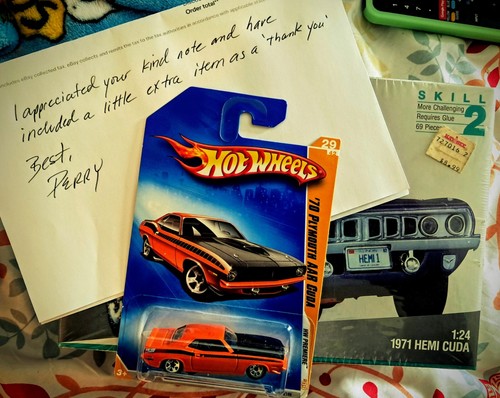 Order total**
I appreciated your kind note and have
included a little extra item as a "thank you"
Best,
PERRY
HOT WHEELS
29
'70 PLYMOUTH AAR CUDA
HW PREMIERE
3+
SKILL
2
More Challenging
Requires Glue
69 Pieces
HEMI
1:24
1971 HEMI CUDA